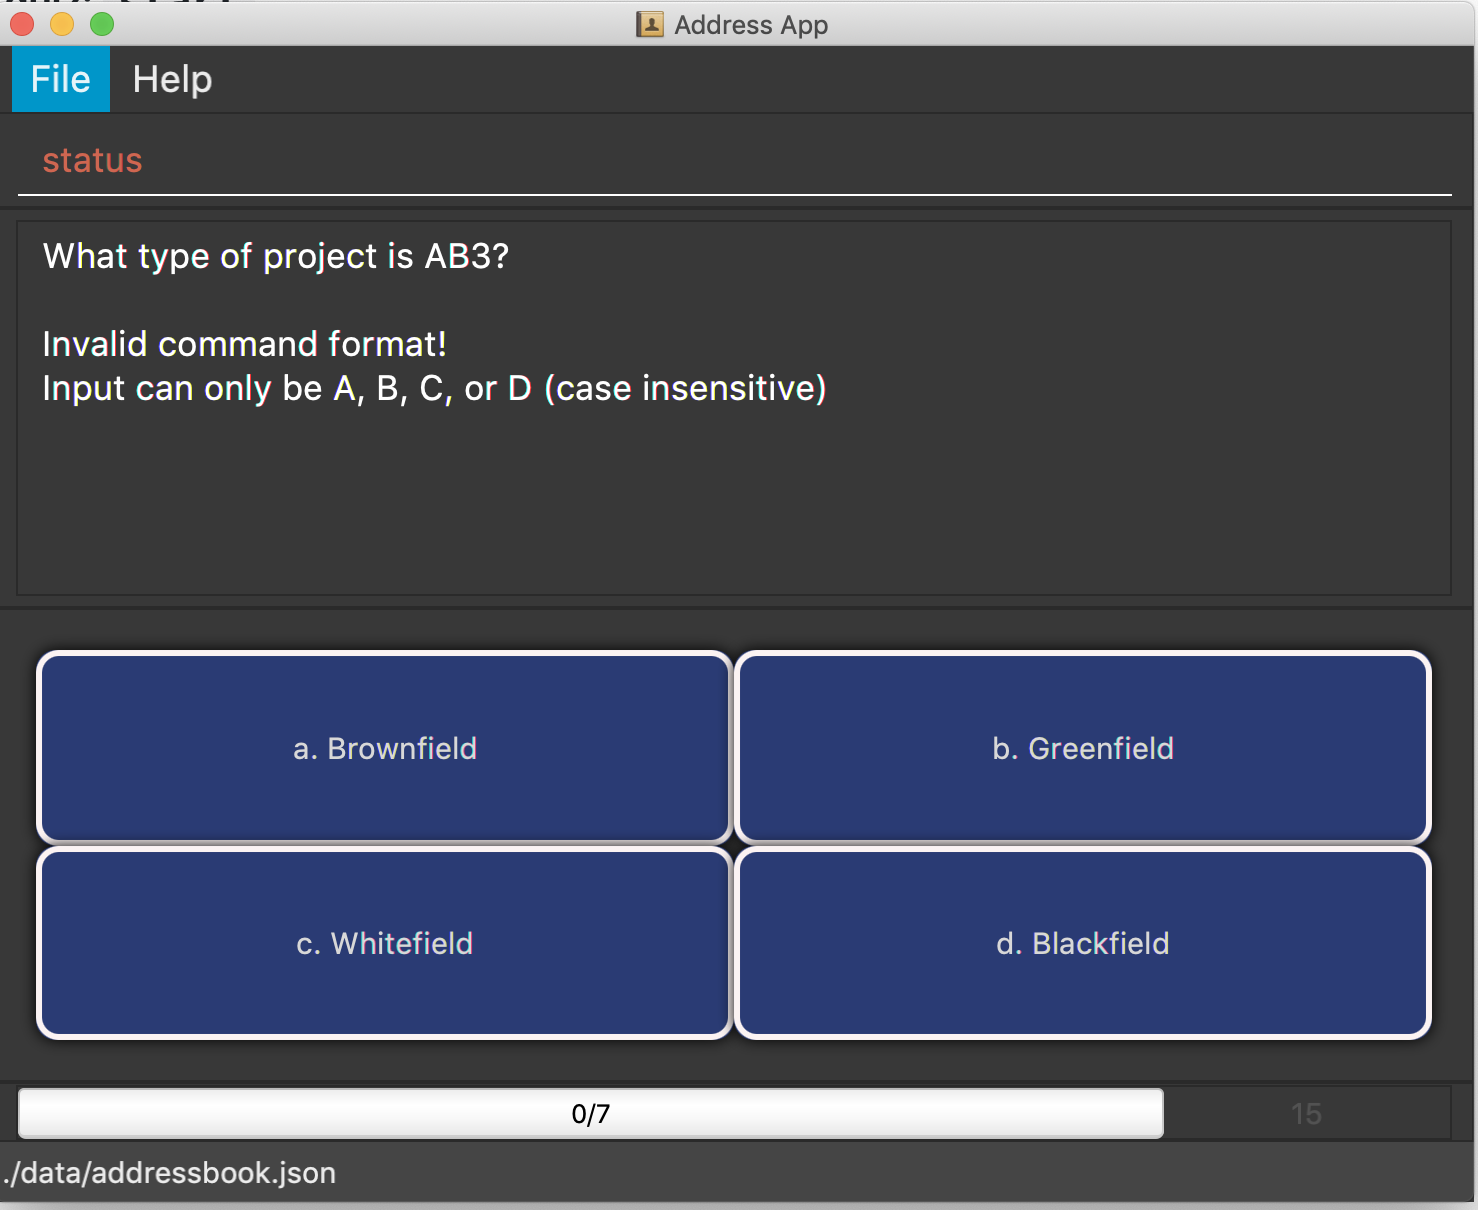 Address App
File Help
status
What type of project is AB3?
Invalid command format!
Input can only be A, B, C, or D (case insensitive)
a. Brownfield
b. Greenfield
c. Whitefield
d. Blackfield
0/7
15
./data/addressbook.json